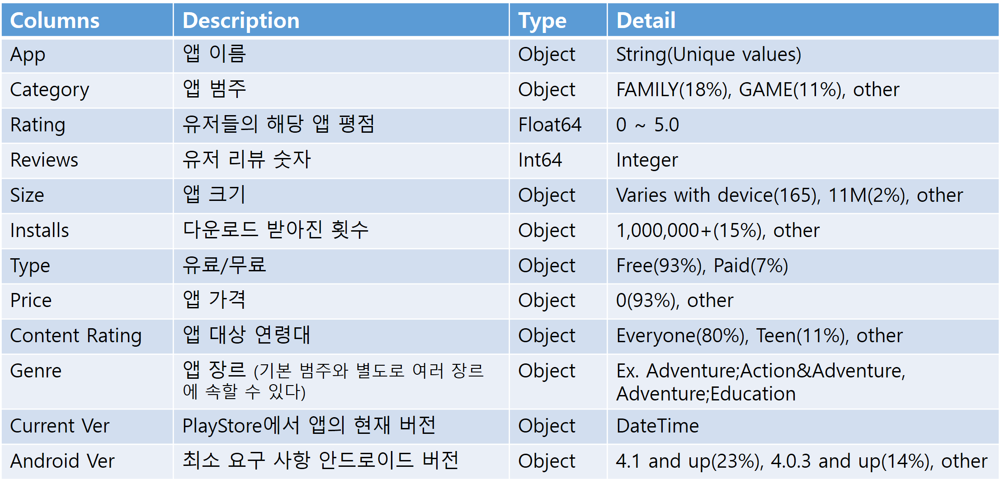 Columns Description Type Detail
App 앱 이름 Object String(Unique values)
Category 앱 범주 Object FAMILY(18%), GAME(11%), other
Rating 유저들의 해당 앱 평점 Float64 0 ~ 5.0
Reviews 유저 리뷰 숫자 Int64 Integer
Size 앱 크기 Object Varies with device(165), 11M(2%), other
Installs 다운로드 받아진 횟수 Object 1,000,000+(15%), other
Type 유료/무료 Object Free(93%), Paid(7%)
Price 앱 가격 Object 0(93%), other
Content Rating 앱 대상 연령대 Object Everyone(80%), Teen(11%), other
Genre 앱 장르 (기본 범주와 별도로 여러 장르 Object Ex. Adventure;Action&Adventure,
에 속할 수 있다) Adventure;Education
Current Ver PlayStore에서 앱의 현재 버전 Object DateTime
Android Ver 최소 요구 사항 안드로이드 버전 Object 4.1 and up(23%), 4.0.3 and up(14%), other